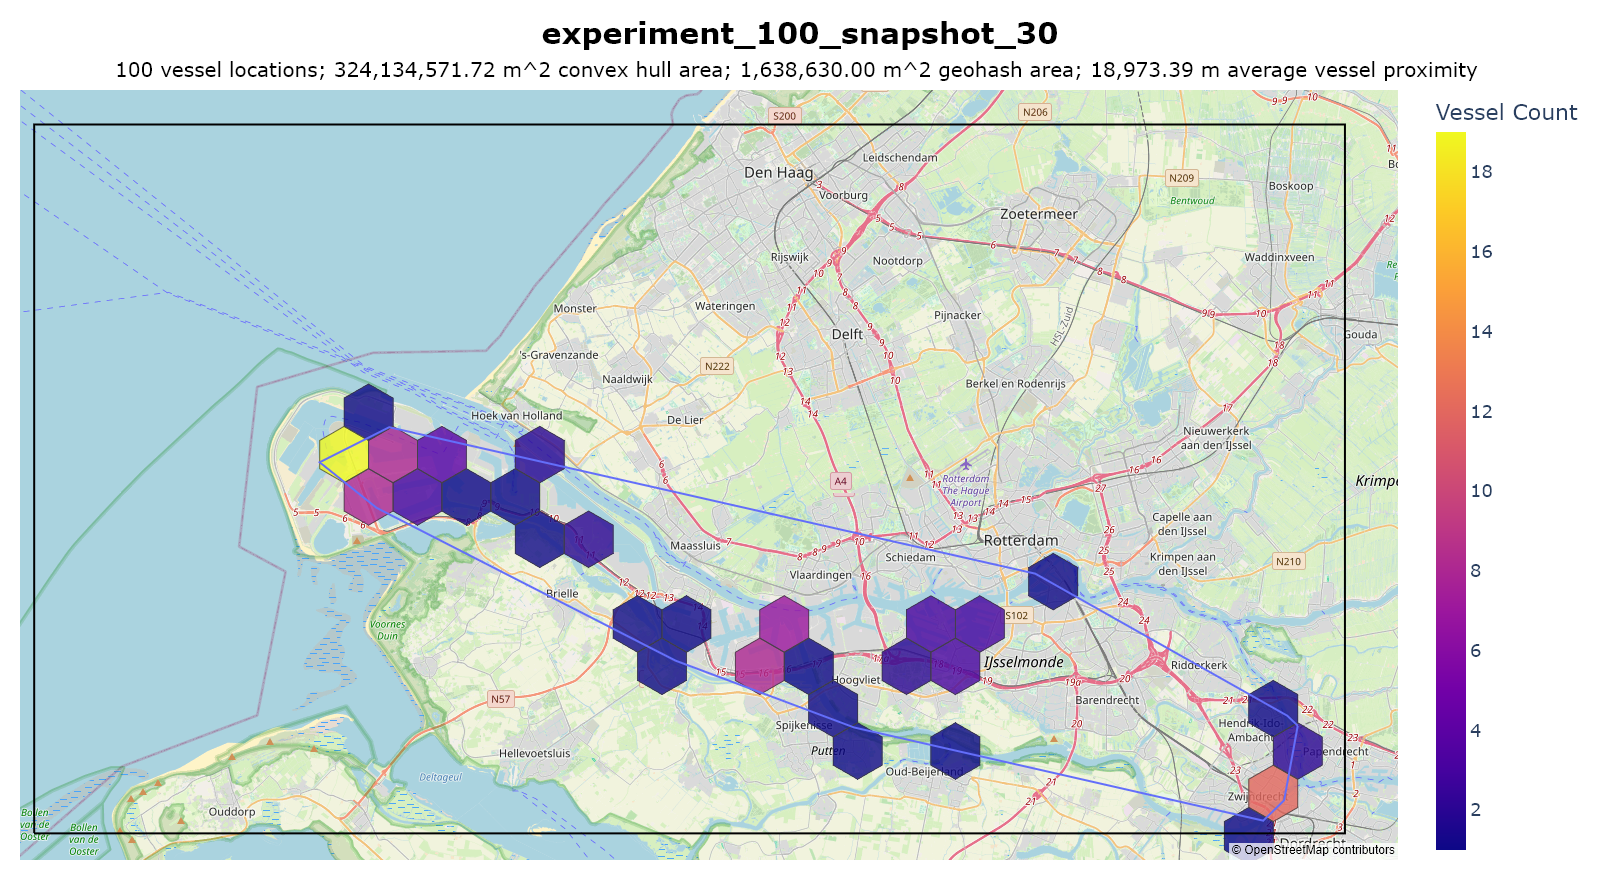 experiment_100_snapshot_30
100 vessel locations; 324,134,571.72 m^2 convex hull area; 1,638,630.00 m^2 geohash area; 18,973.39 m average vessel proximity
Vessel Count
18
16
14
12
10
8
6
4
2
S200
N206
Den Haag
Leidschendam
Voorburg
N209
Boskoop
Bentwoud
Zoetermeer
Rijswijk
Nootdorp
Waddinxveen
Monster
Wateringen
Pijnacker
HSL-Zuid
Delft
Gouda
's-Gravenzande
N222
Naaldwijk
Berkel en Rodenrijs
Hoek van Holland
De Lier
Nieuwerkerk
aan den IJssel
A4
Rotterdam
The Hague
Airport
Krimpe
Capelle aan
den IJssel
Maassluis
Schiedam
Rotterdam
Krimpen aan
den IJssel
N210
Vlaardingen
Brielle
S102
Voornes
Duin
IJsselmonde
Ridderkerk
Hoogvliet
N57
Barendrecht
Spijkenisse
Hendrik-Ido-
Ambacht
Papendrecht
Hellevoetsluis
Putten
Oud-Beijerland
Deltageul
Zwijndrecht
Ouddorp
Bollen
van de
Ooster
Bollen
van de
Ooster
Dordrecht
© OpenStreetMap contributors